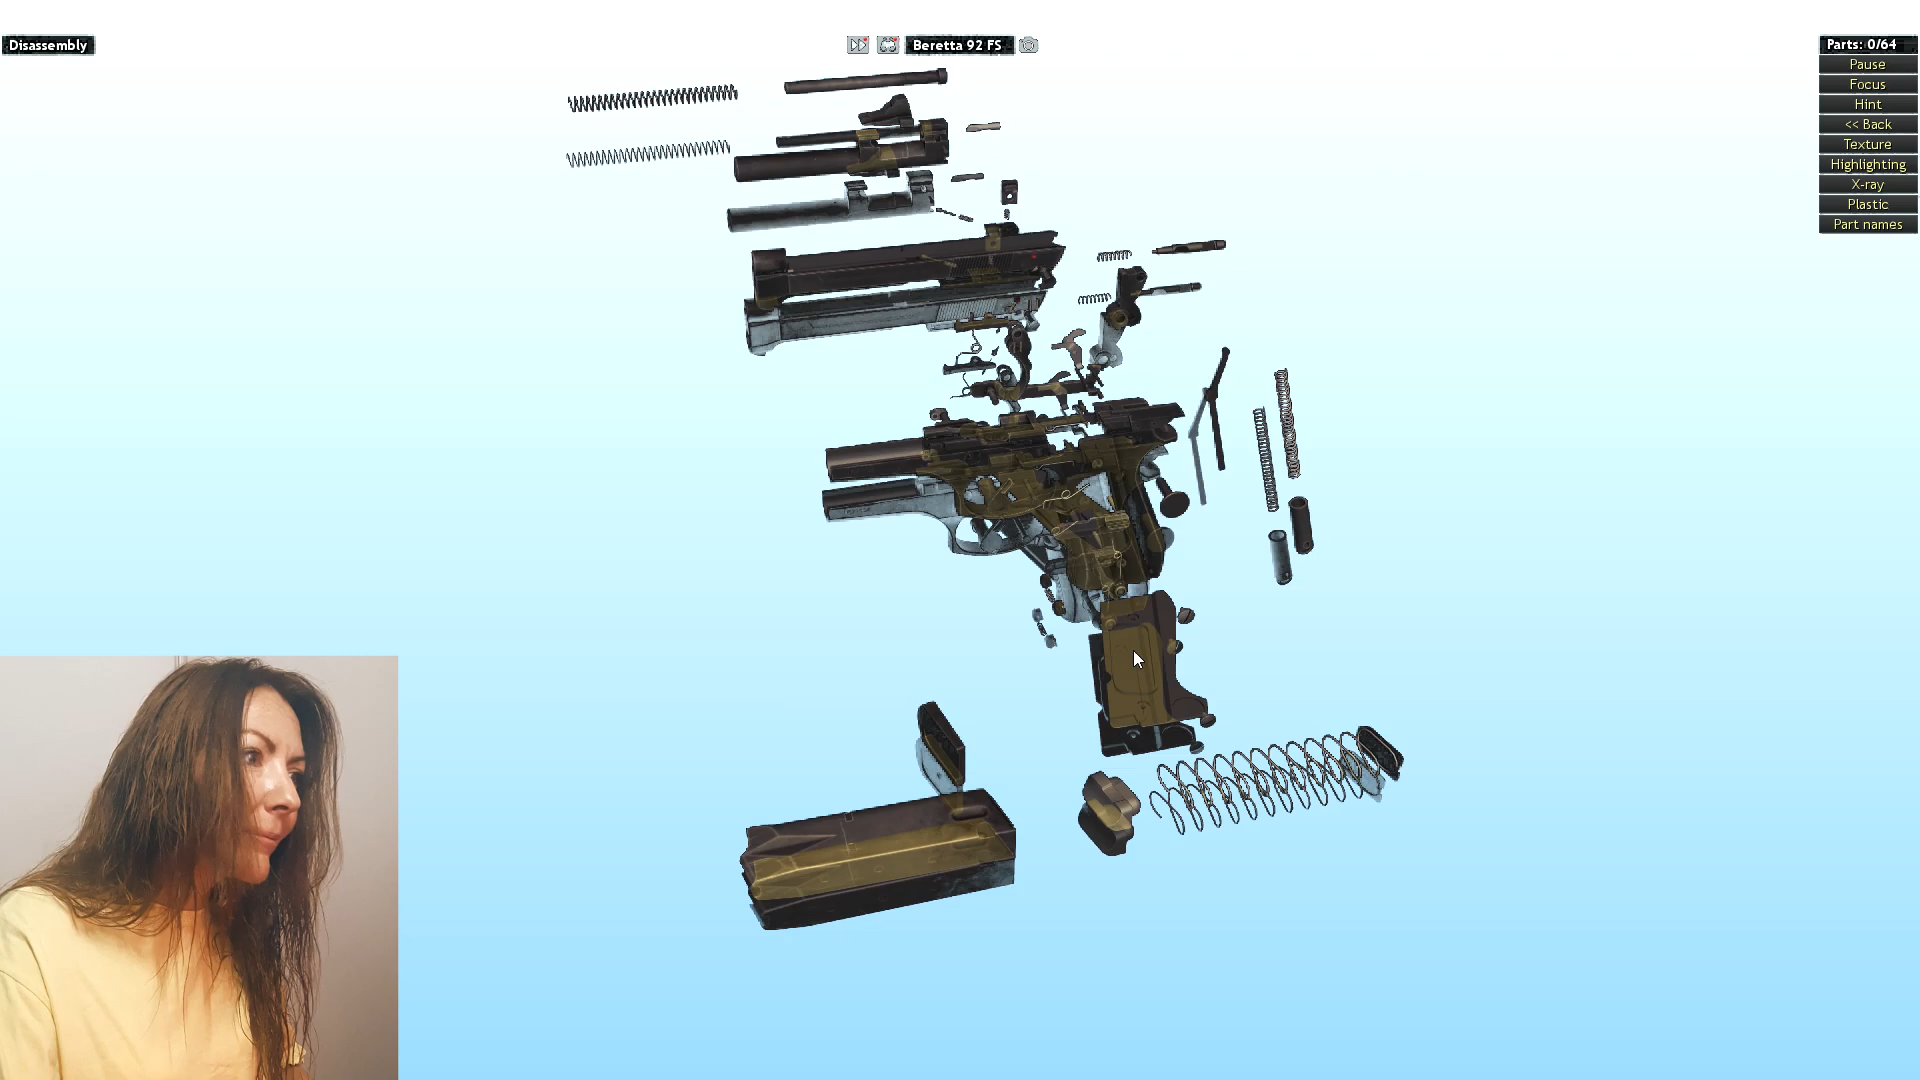 Disassembly
Beretta 92 FS
Parts: 0/64
Pause
Focus
Hint
<< Back
Texture
Highlighting
X-ray
Plastic
Part names